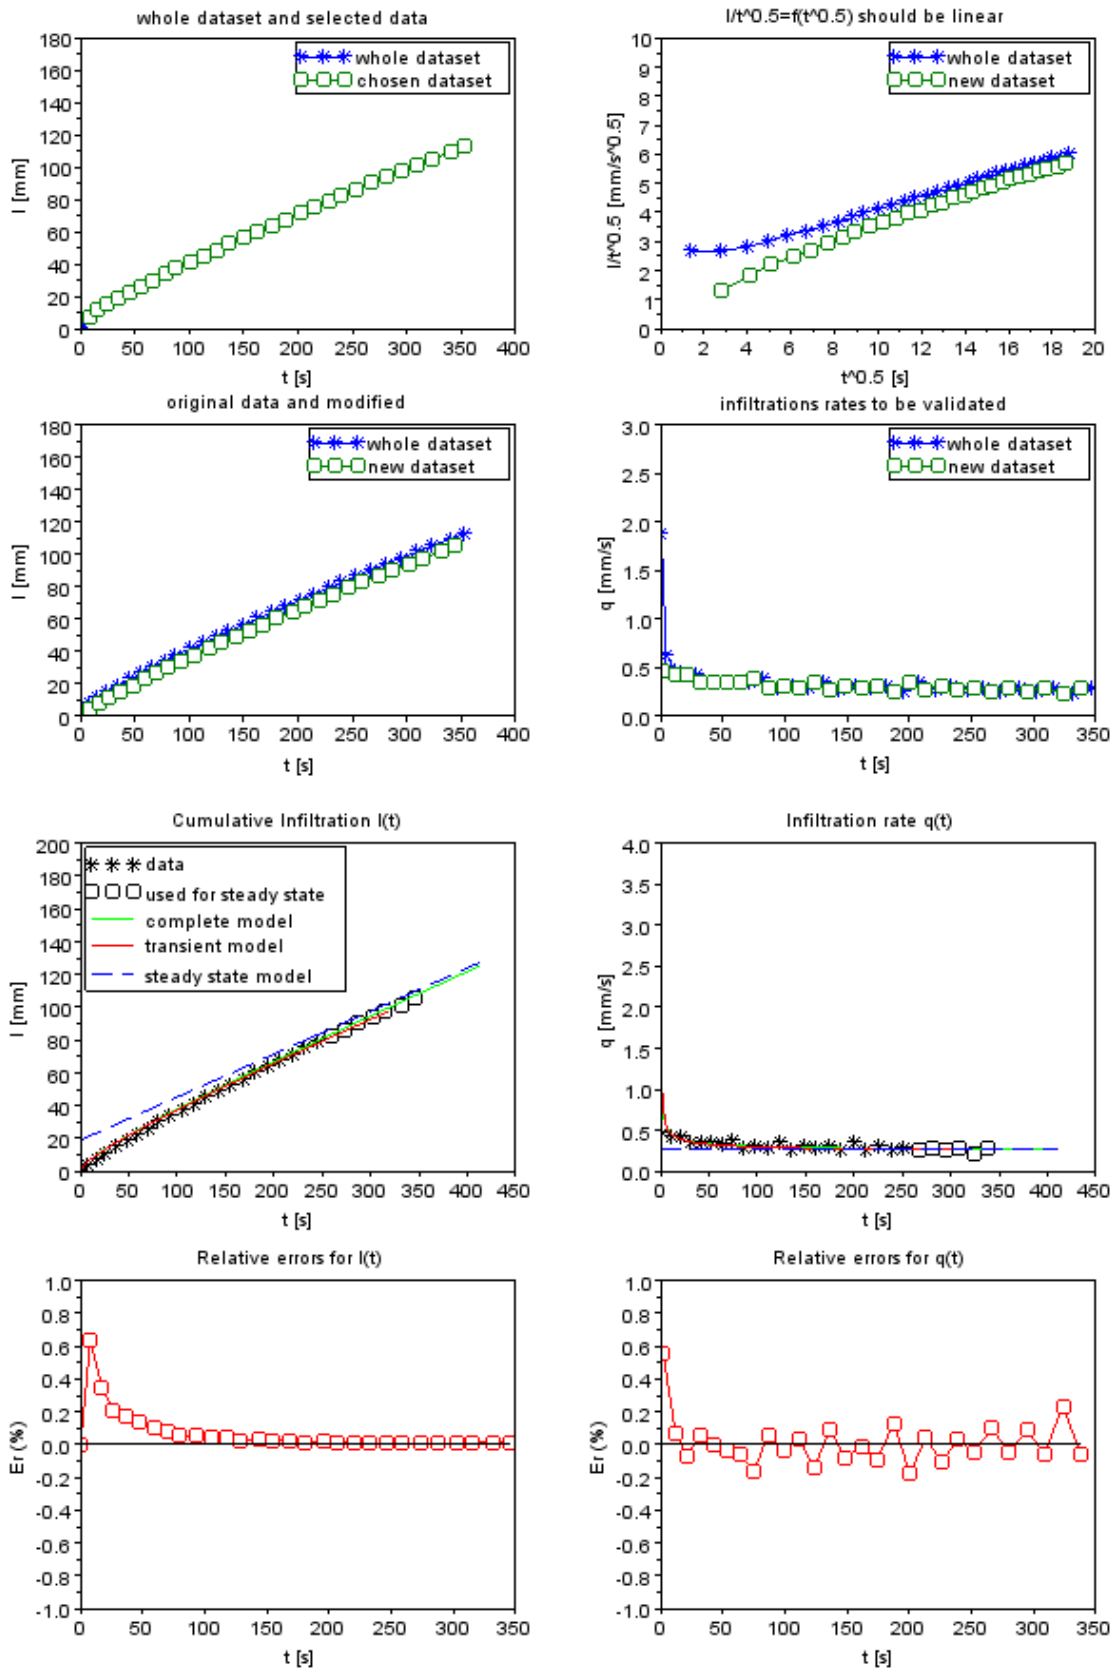 whole dataset and selected data
180
160
140
120
100
80
60
40
20
0
I [mm]
whole dataset
chosen dataset
0 50 100 150 200 250 300 350 400
t [s]
I/t^0.5=f(t^0.5) should be linear
10
9
8
7
6
5
4
3
2
1
0
I/t^0.5 [mm/s^0.5]
whole dataset
new dataset
0 2 4 6 8 10 12 14 16 18 20
t^0.5 [s]
original data and modified
180
160
140
120
100
80
60
40
20
0
I [mm]
whole dataset
new dataset
0 50 100 150 200 250 300 350 400
t [s]
infiltrations rates to be validated
3.0
2.5
2.0
1.5
1.0
0.5
0.0
q [mm/s]
whole dataset
new dataset
0 50 100 150 200 250 300 350
t [s]
Cumulative Infiltration I(t)
200
180
160
140
120
100
80
60
40
20
0
I [mm]
data
used for steady state
complete model
transient model
steady state model
0 50 100 150 200 250 300 350 400 450
t [s]
Infiltration rate q(t)
4.0
3.5
3.0
2.5
2.0
1.5
1.0
0.5
0.0
q [mm/s]
0 50 100 150 200 250 300 350 400 450
t [s]
Relative errors for I(t)
1.0
0.8
0.6
0.4
0.2
0.0
-0.2
-0.4
-0.6
-0.8
-1.0
Er (%)
0 50 100 150 200 250 300 350
t [s]
Relative errors for q(t)
1.0
0.8
0.6
0.4
0.2
0.0
-0.2
-0.4
-0.6
-0.8
-1.0
Er (%)
0 50 100 150 200 250 300 350
t [s]